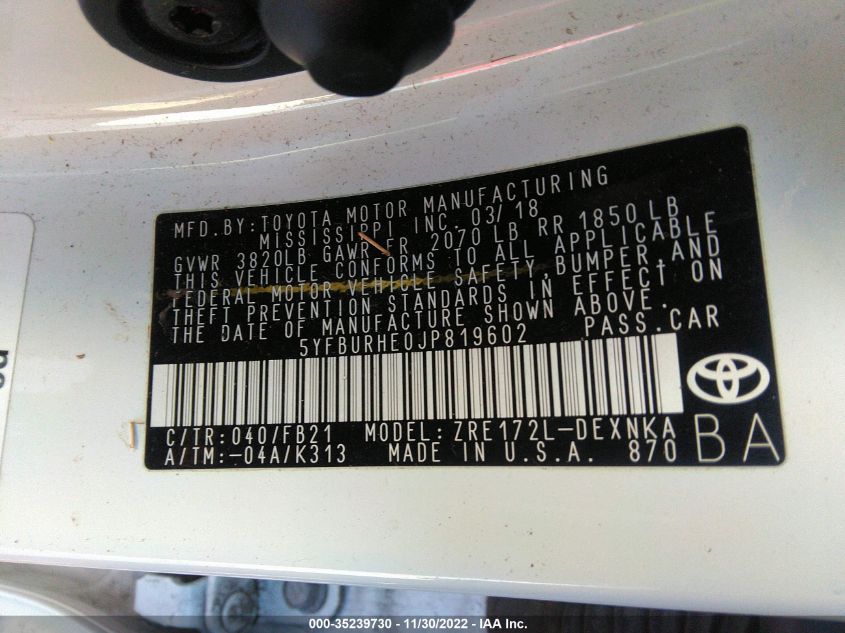 MFD.BY:TOYOTA MOTOR MANUFACTURING
MISSISSIPPI INC. 03/18
GVWR 3820LB GAWR FR 2070 LB RR 1850 LB
THIS VEHICLE CONFORMS TO ALL APPLICABLE
FEDERAL MOTOR VEHICLE SAFETY,BUMPER,AND
THEFT PREVENTION STANDARDS IN EFFECT ON
THE DATE OF MANUFACTURE SHOWN ABOVE.
5YFBURHE0JP819602 PASS.CAR
C/TR:040/FB21 MODEL:ZRE172L-DEXNKA
A/TM:-04A/K313 MADE IN U.S.A. 870
BA
000-35239730 - 11/30/2022 - IAA Inc.